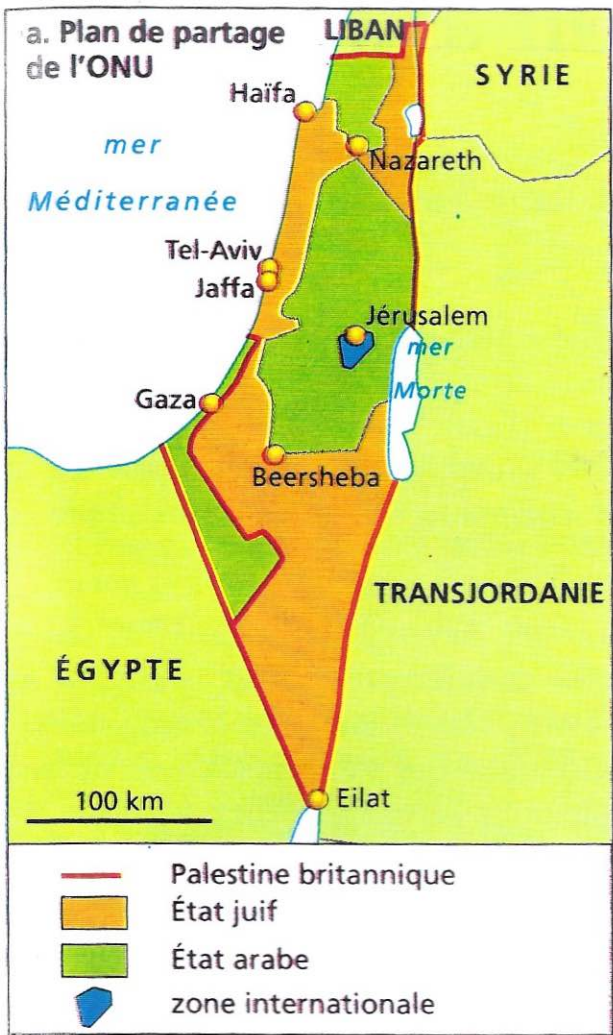 a. Plan de partage
de l'ONU
LIBAN
SYRIE
Haïfa
mer
Méditerranée
Nazareth
Tel-Aviv
Jaffa
Jérusalem
mer
Morte
Gaza
Beersheba
TRANSJORDANIE
ÉGYPTE
100 km
Eilat
Palestine britannique
État juif
État arabe
zone internationale